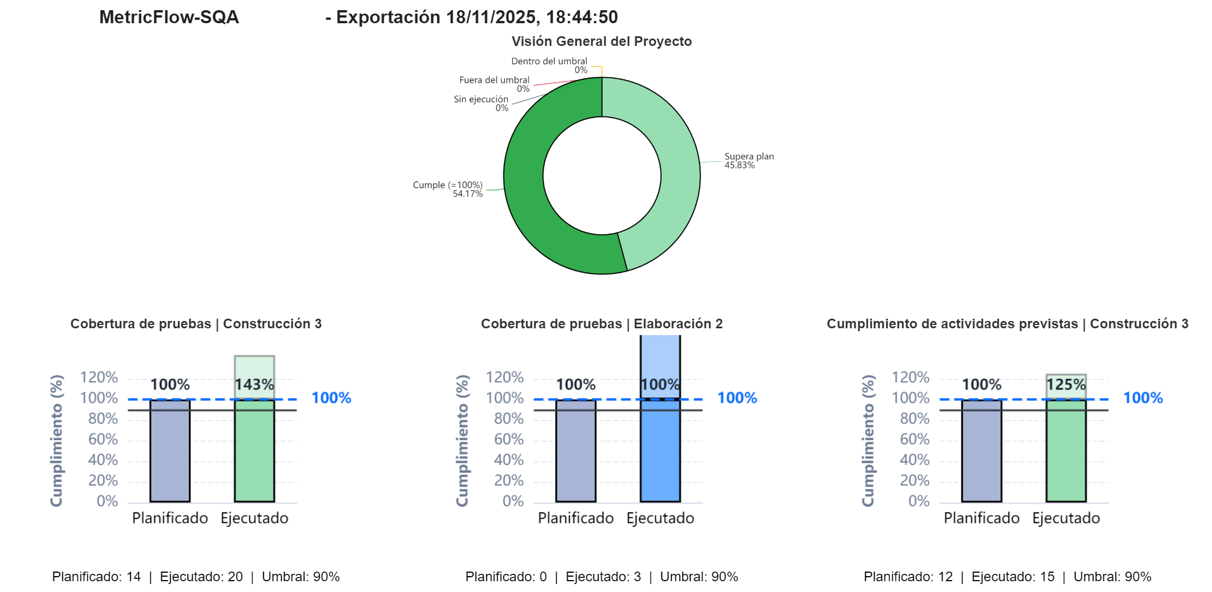 MetricFlow-SQA - Exportación 18/11/2025, 18:44:50
Visión General del Proyecto
Dentro del umbral
0%
Fuera del umbral
0%
Sin ejecución
0%
Supera plan
45.83%
Cumple (=100%)
54.17%
Cobertura de pruebas | Construcción 3
Cumplimiento (%)
120%
100%
80%
60%
40%
20%
0%
100%
143%
100%
Planificado
Ejecutado
Planificado: 14 | Ejecutado: 20 | Umbral: 90%
Cobertura de pruebas | Elaboración 2
Cumplimiento (%)
120%
100%
80%
60%
40%
20%
0%
100%
100%
100%
Planificado
Ejecutado
Planificado: 0 | Ejecutado: 3 | Umbral: 90%
Cumplimiento de actividades previstas | Construcción 3
Cumplimiento (%)
120%
100%
80%
60%
40%
20%
0%
100%
125%
100%
Planificado
Ejecutado
Planificado: 12 | Ejecutado: 15 | Umbral: 90%